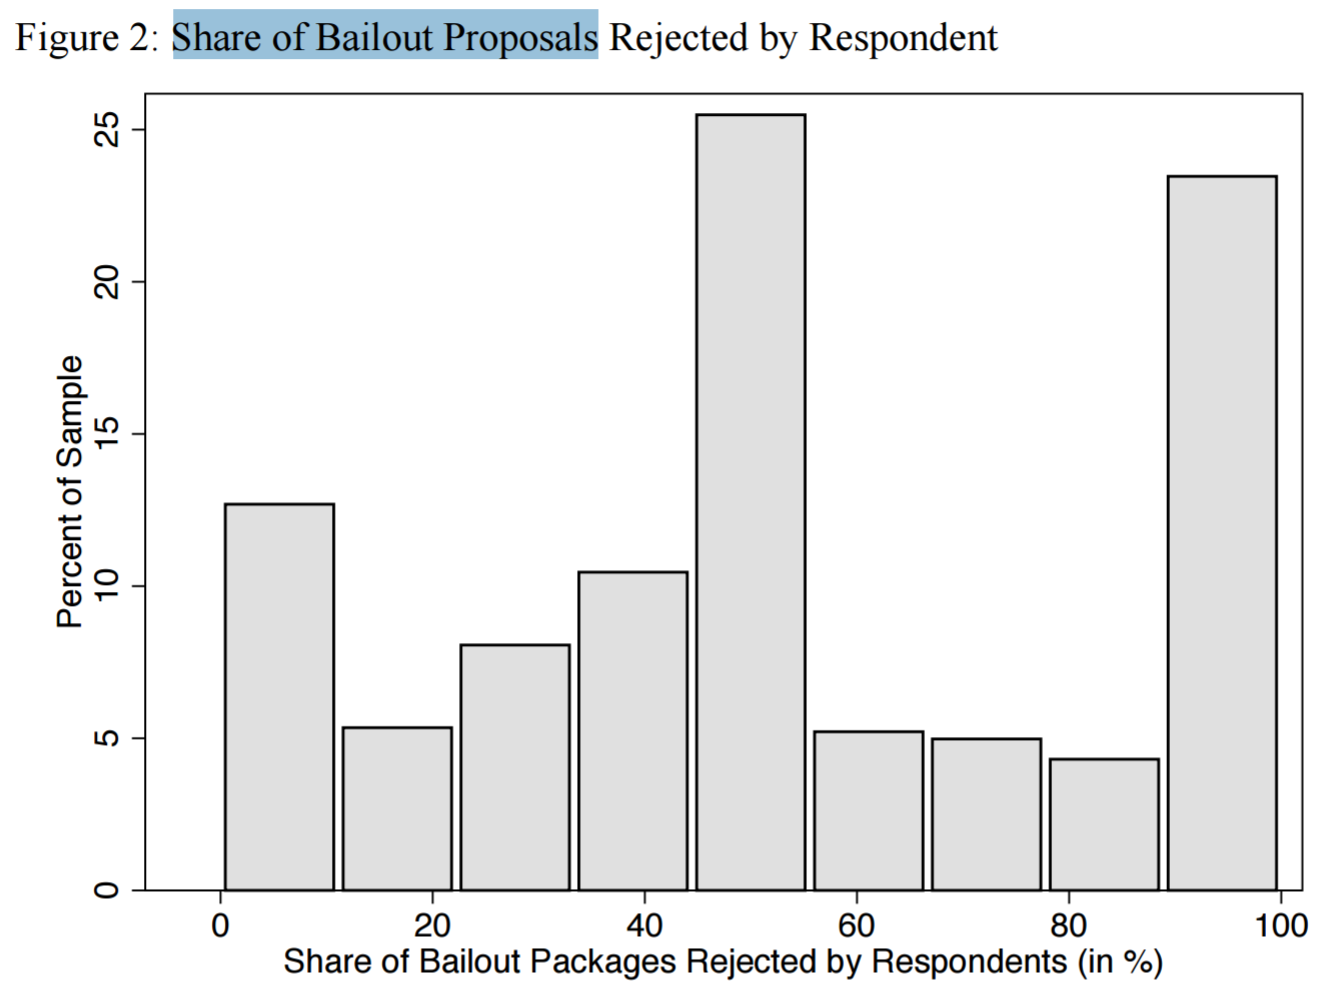 Figure 2: Share of Bailout Proposals Rejected by Respondent
25
20
15
10
5
0
Percent of Sample
0 20 40 60 80 100
Share of Bailout Packages Rejected by Respondents (in %)